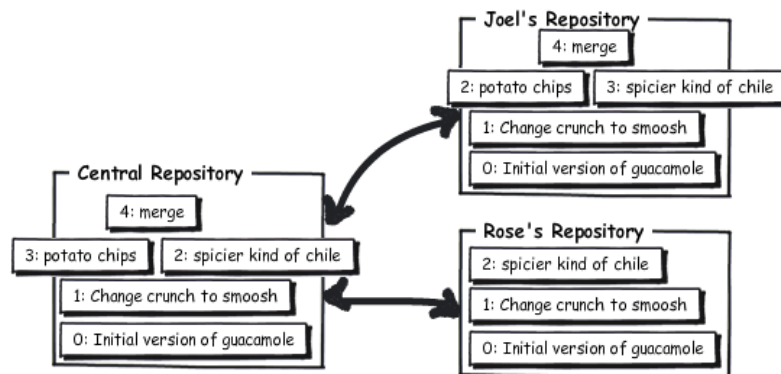 Joel's Repository
4: merge
2: potato chips
3: spicier kind of chile
1: Change crunch to smoosh
0: Initial version of guacamole
Central Repository
4: merge
3: potato chips
2: spicier kind of chile
1: Change crunch to smoosh
0: Initial version of guacamole
Rose's Repository
2: spicier kind of chile
1: Change crunch to smoosh
0: Initial version of guacamole